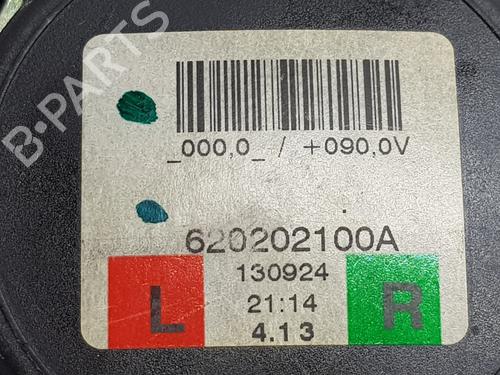 B-PARTS
_000,0_ / +090,0V
620202100A
130924
L
21:14
R
4.13